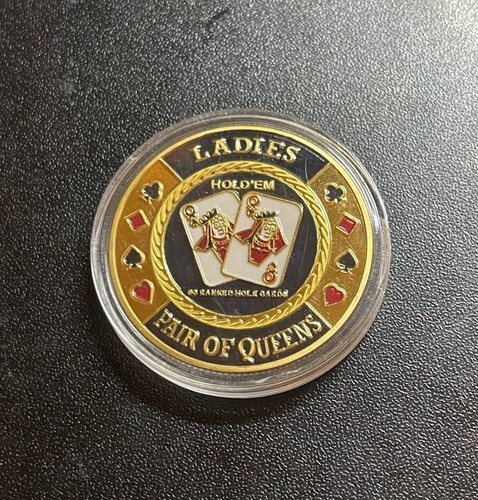 LADIES
HOLD'EM
Q Q
#3 RANKED HOLE CARDS
Q
PAIR OF QUEENS